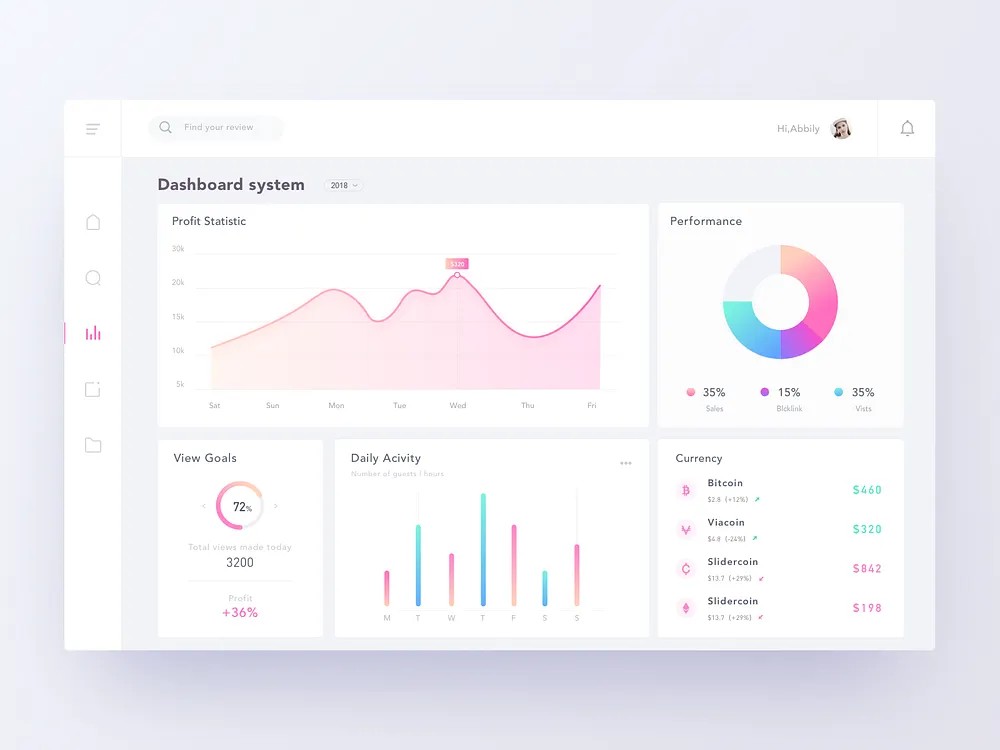 Find your review
Hi,Abbily
Dashboard system
2018
Profit Statistic
30k
20k
15k
10k
5k
$320
Sat Sun Mon Tue Wed Thu Fri
Performance
35% 15% 35%
Sales Blcklink Vists
View Goals
72%
Total views made today
3200
Profit
+36%
Daily Acivity
Number of guests / hours
M T W T F S S
Currency
Bitcoin
$2.8 (+12%)
$460
Viacoin
$4.8 (-24%)
$320
Slidercoin
$13.7 (+29%)
$842
Slidercoin
$13.7 (+29%)
$198